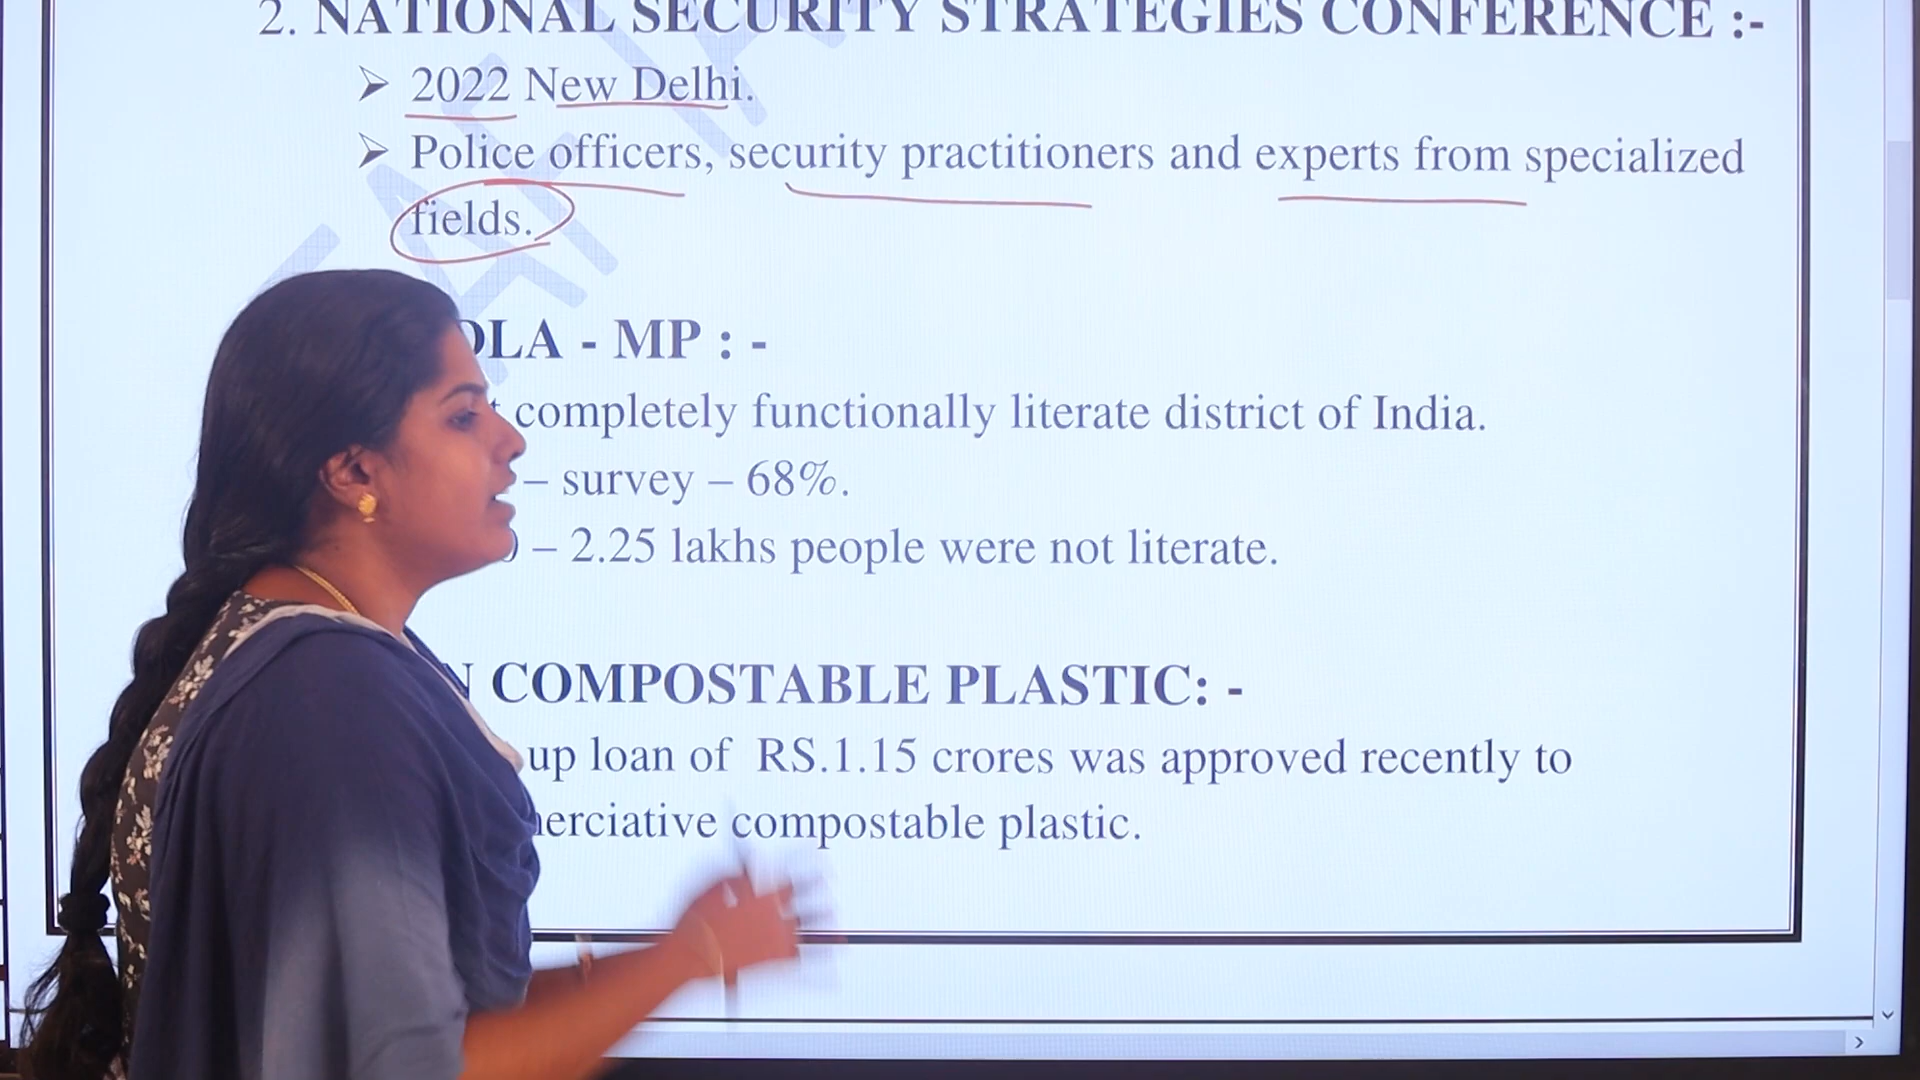 2. NATIONAL SECURITY STRATEGIES CONFERENCE :-
➢ 2022 New Delhi.
➢ Police officers, security practitioners and experts from specialized
fields.
DLA - MP : -
completely functionally literate district of India.
– survey – 68%.
– 2.25 lakhs people were not literate.
N COMPOSTABLE PLASTIC: -
up loan of RS.1.15 crores was approved recently to
erciative compostable plastic.